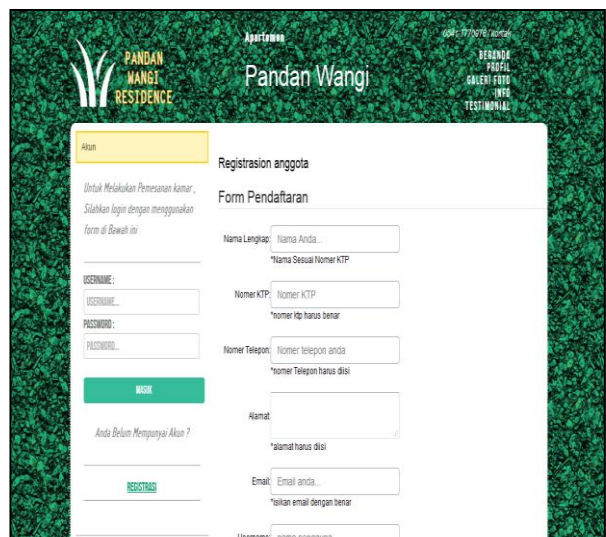 PANDAN
WANGI
RESIDENCE
Apartemen
Pandan Wangi
BERANDA
PROFIL
GALERI FOTO
INFO
TESTIMONIAL
Akun
Untuk Melakukan Pemesanan kamar ,
Silahkan login dengan menggunakan
form di Bawah ini
USERNAME :
USERNAME...
PASSWORD :
PASSWORD...
MASUK
Anda Belum Mempunyai Akun ?
REGISTRASI
Registrasion anggota
Form Pendaftaran
Nama Lengkap: Nama Anda...
*Nama Sesuai Nomer KTP
Nomer KTP: Nomer KTP
*nomer ktp harus benar
Nomer Telepon: Nomer telepon anda
*nomer Telepon harus diisi
Alamat:
*alamat harus diisi
Email: Email anda...
*isikan email dengan benar
Username: nama pengguna